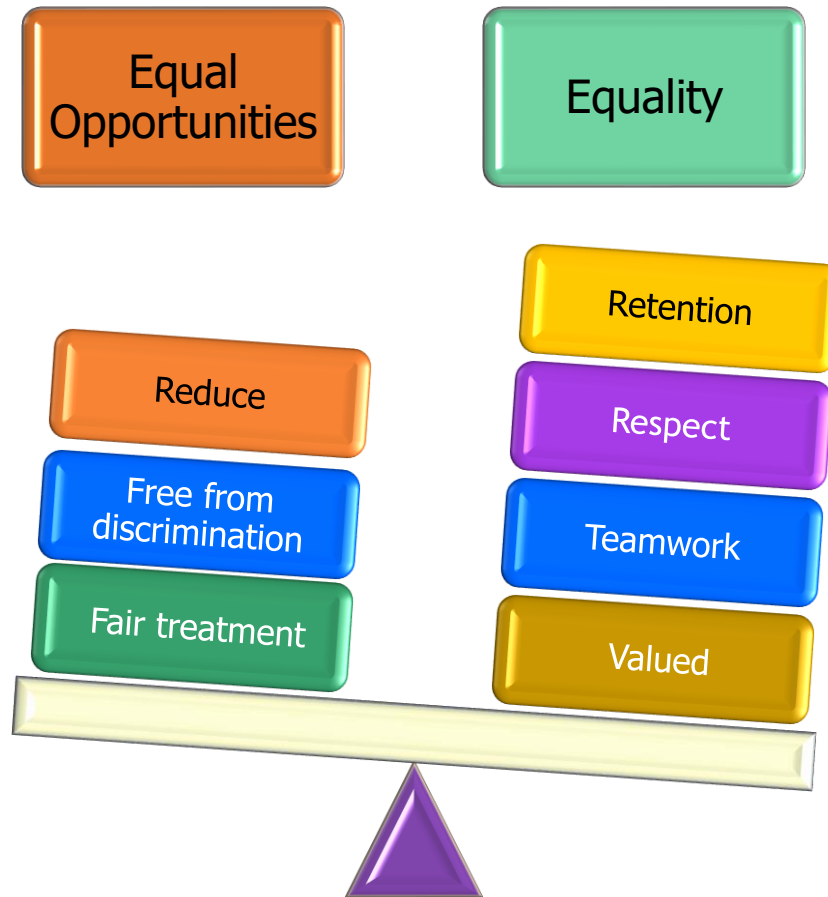 Equal
Opportunities
Equality
Reduce
Free from
discrimination
Fair treatment
Retention
Respect
Teamwork
Valued